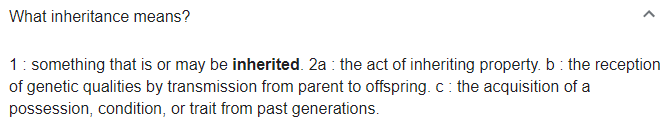 What inheritance means?
1 : something that is or may be inherited. 2a : the act of inheriting property. b : the reception
of genetic qualities by transmission from parent to offspring. c : the acquisition of a
possession, condition, or trait from past generations.